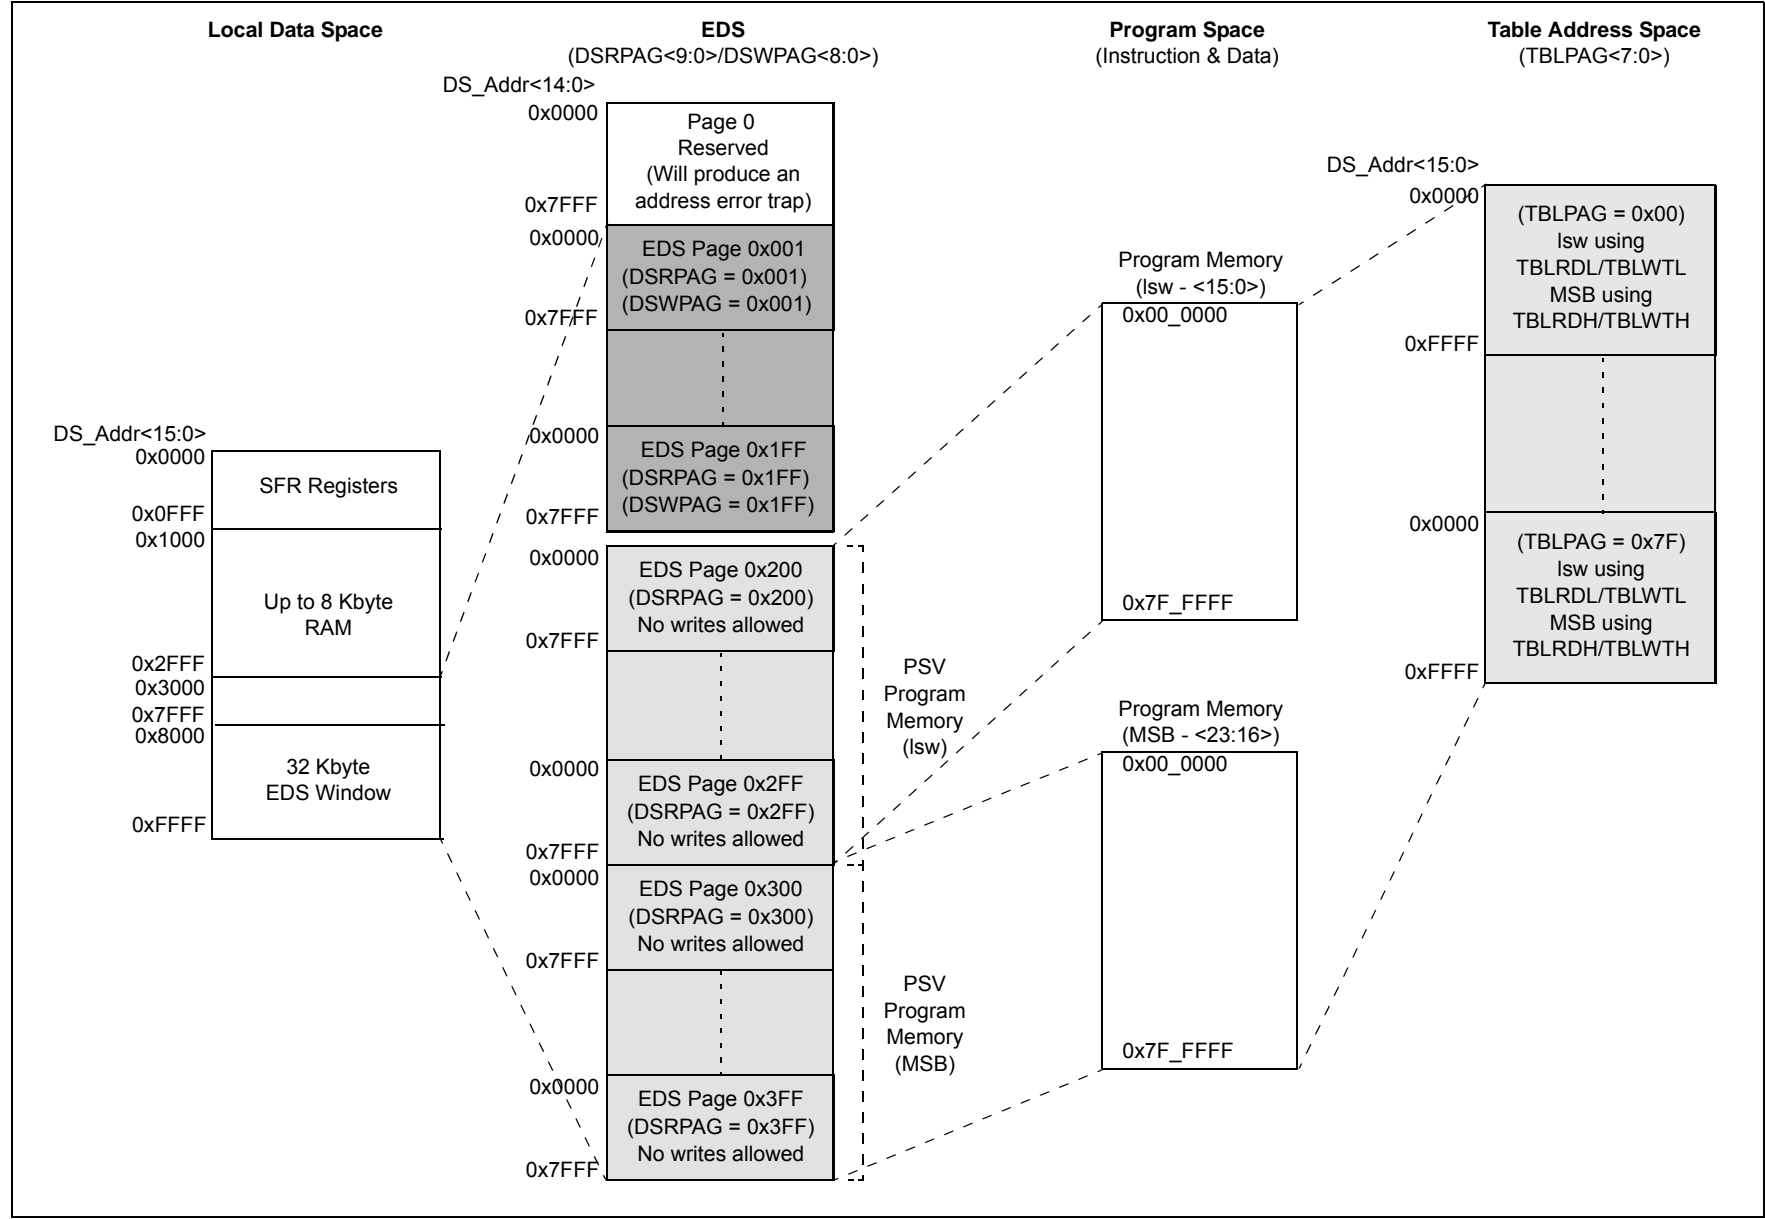 Local Data Space
DS_Addr<15:0>
0x0000
SFR Registers
0x0FFF
0x1000
Up to 8 Kbyte
RAM
0x2FFF
0x3000
0x7FFF
0x8000
32 Kbyte
EDS Window
0xFFFF
EDS
(DSRPAG<9:0>/DSWPAG<8:0>)
DS_Addr<14:0>
0x0000
Page 0
Reserved
(Will produce an
address error trap)
0x7FFF
0x0000
EDS Page 0x001
(DSRPAG = 0x001)
(DSWPAG = 0x001)
0x7FFF
0x0000
EDS Page 0x1FF
(DSRPAG = 0x1FF)
(DSWPAG = 0x1FF)
0x7FFF
0x0000
EDS Page 0x200
(DSRPAG = 0x200)
No writes allowed
0x7FFF
PSV
Program
Memory
(lsw)
0x0000
EDS Page 0x2FF
(DSRPAG = 0x2FF)
No writes allowed
0x7FFF
0x0000
EDS Page 0x300
(DSRPAG = 0x300)
No writes allowed
0x7FFF
PSV
Program
Memory
(MSB)
0x0000
EDS Page 0x3FF
(DSRPAG = 0x3FF)
No writes allowed
0x7FFF
Program Space
(Instruction & Data)
Program Memory
(lsw - <15:0>)
0x00_0000
0x7F_FFFF
Program Memory
(MSB - <23:16>)
0x00_0000
0x7F_FFFF
Table Address Space
(TBLPAG<7:0>)
DS_Addr<15:0>
0x0000
(TBLPAG = 0x00)
lsw using
TBLRDL/TBLWTL
MSB using
TBLRDH/TBLWTH
0xFFFF
0x0000
(TBLPAG = 0x7F)
lsw using
TBLRDL/TBLWTL
MSB using
TBLRDH/TBLWTH
0xFFFF